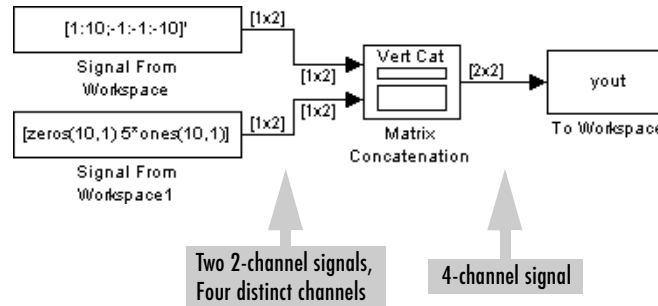 [1:10;-1:-1:-10]'
Signal From
Workspace
[1x2]
[1x2]
[zeros(10,1) 5*ones(10,1)]
Signal From
Workspace1
[1x2]
[1x2]
Vert Cat
Matrix
Concatenation
[2x2]
yout
To Workspace
Two 2-channel signals,
Four distinct channels
4-channel signal